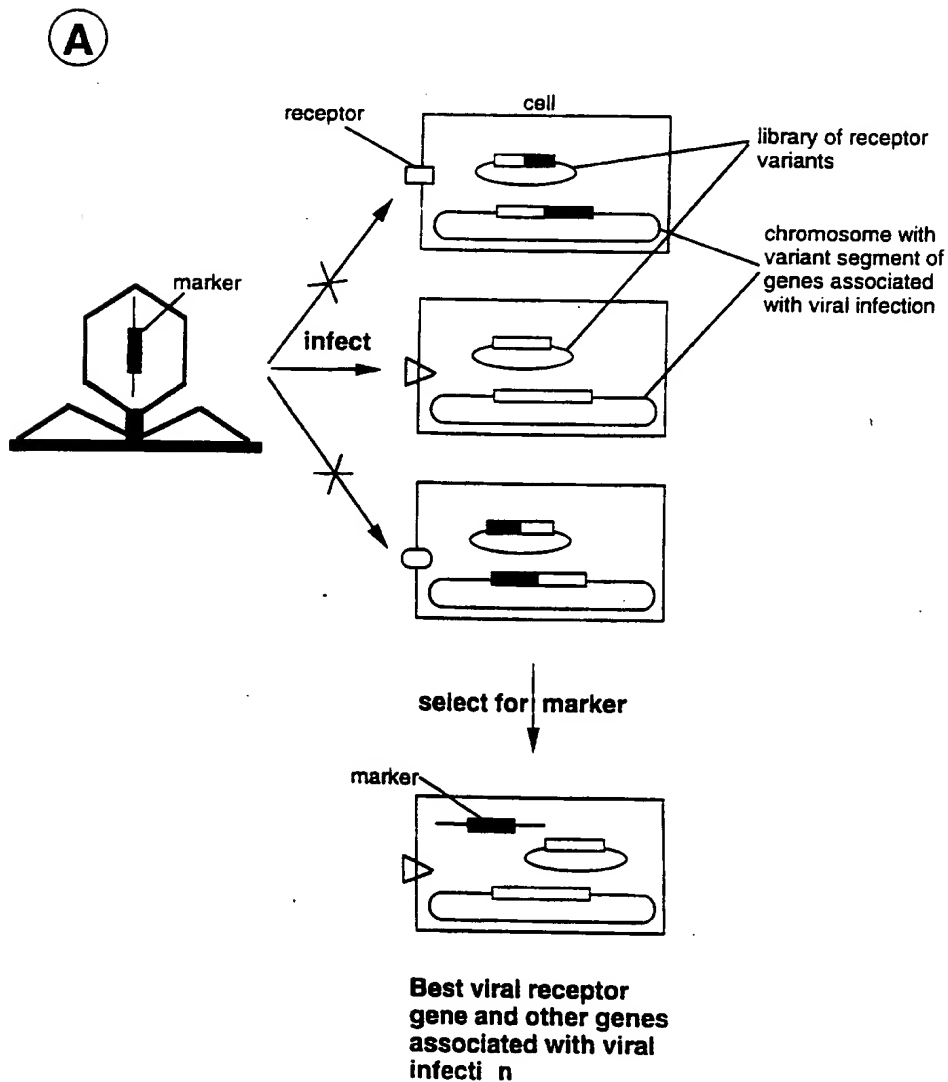 A
receptor
cell
library of receptor
variants
chromosome with
variant segment of
genes associated
with viral infection
marker
infect
select for marker
marker
Best viral receptor
gene and other genes
associated with viral
infecti n